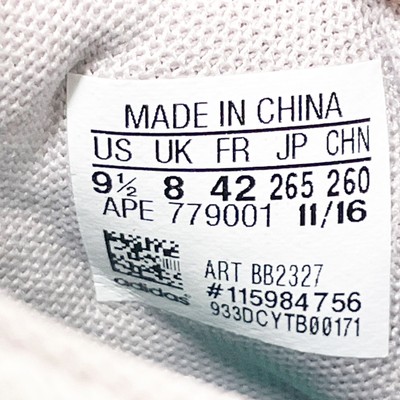 MADE IN CHINA
US UK FR JP CHN
9½ 8 42 265 260
APE 779001 11/16
ART BB2327
adidas #115984756
933DCYTB00171